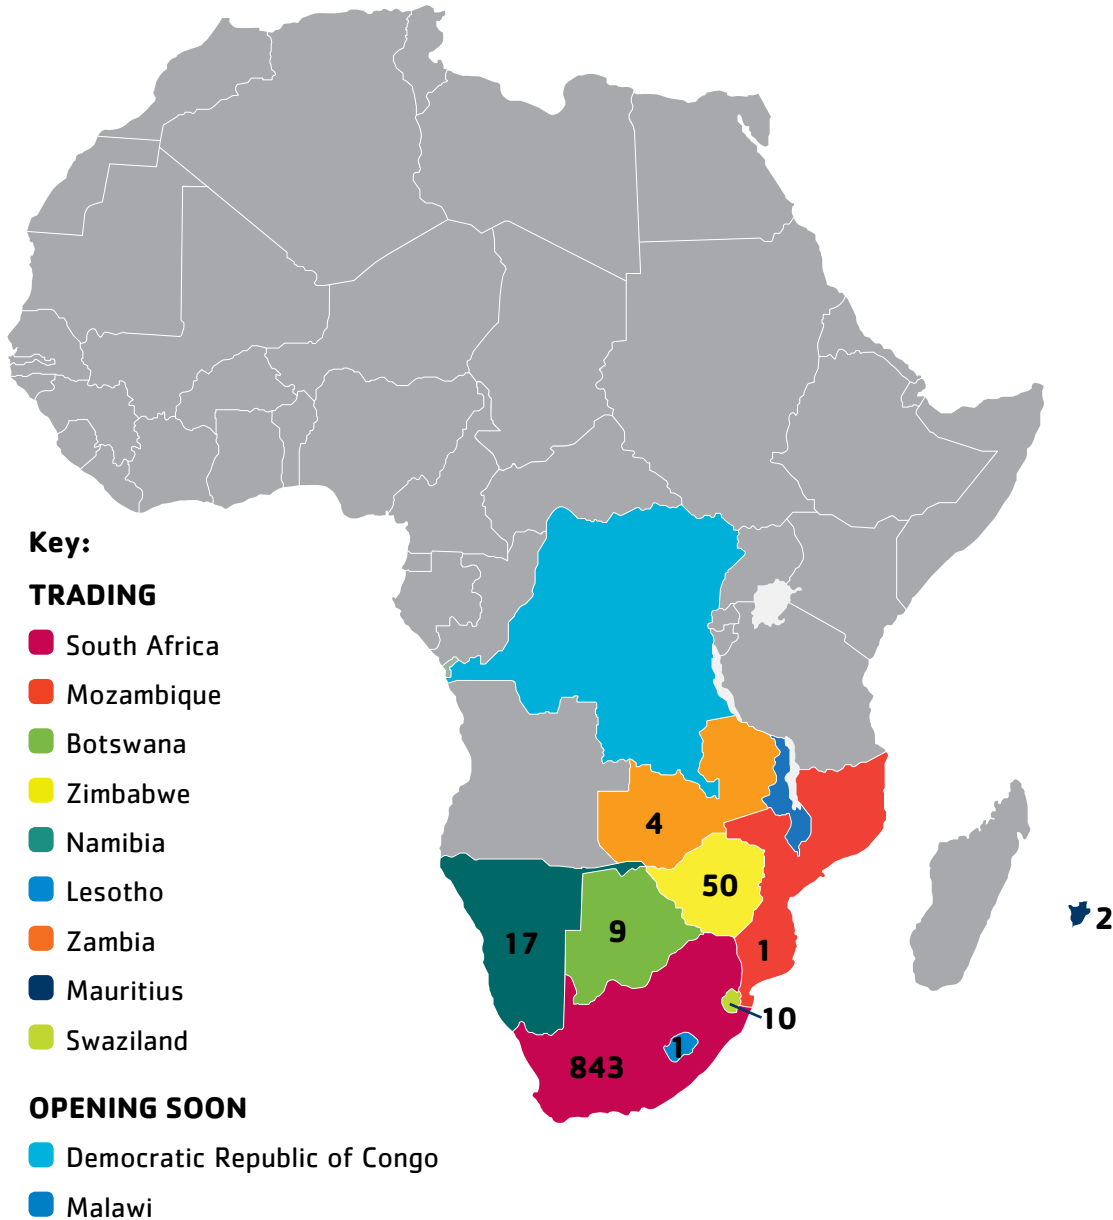 Key:
TRADING
South Africa
Mozambique
Botswana
Zimbabwe
Namibia
Lesotho
Zambia
Mauritius
Swaziland
OPENING SOON
Democratic Republic of Congo
Malawi
4
50
2
9
17
1
10
1
843